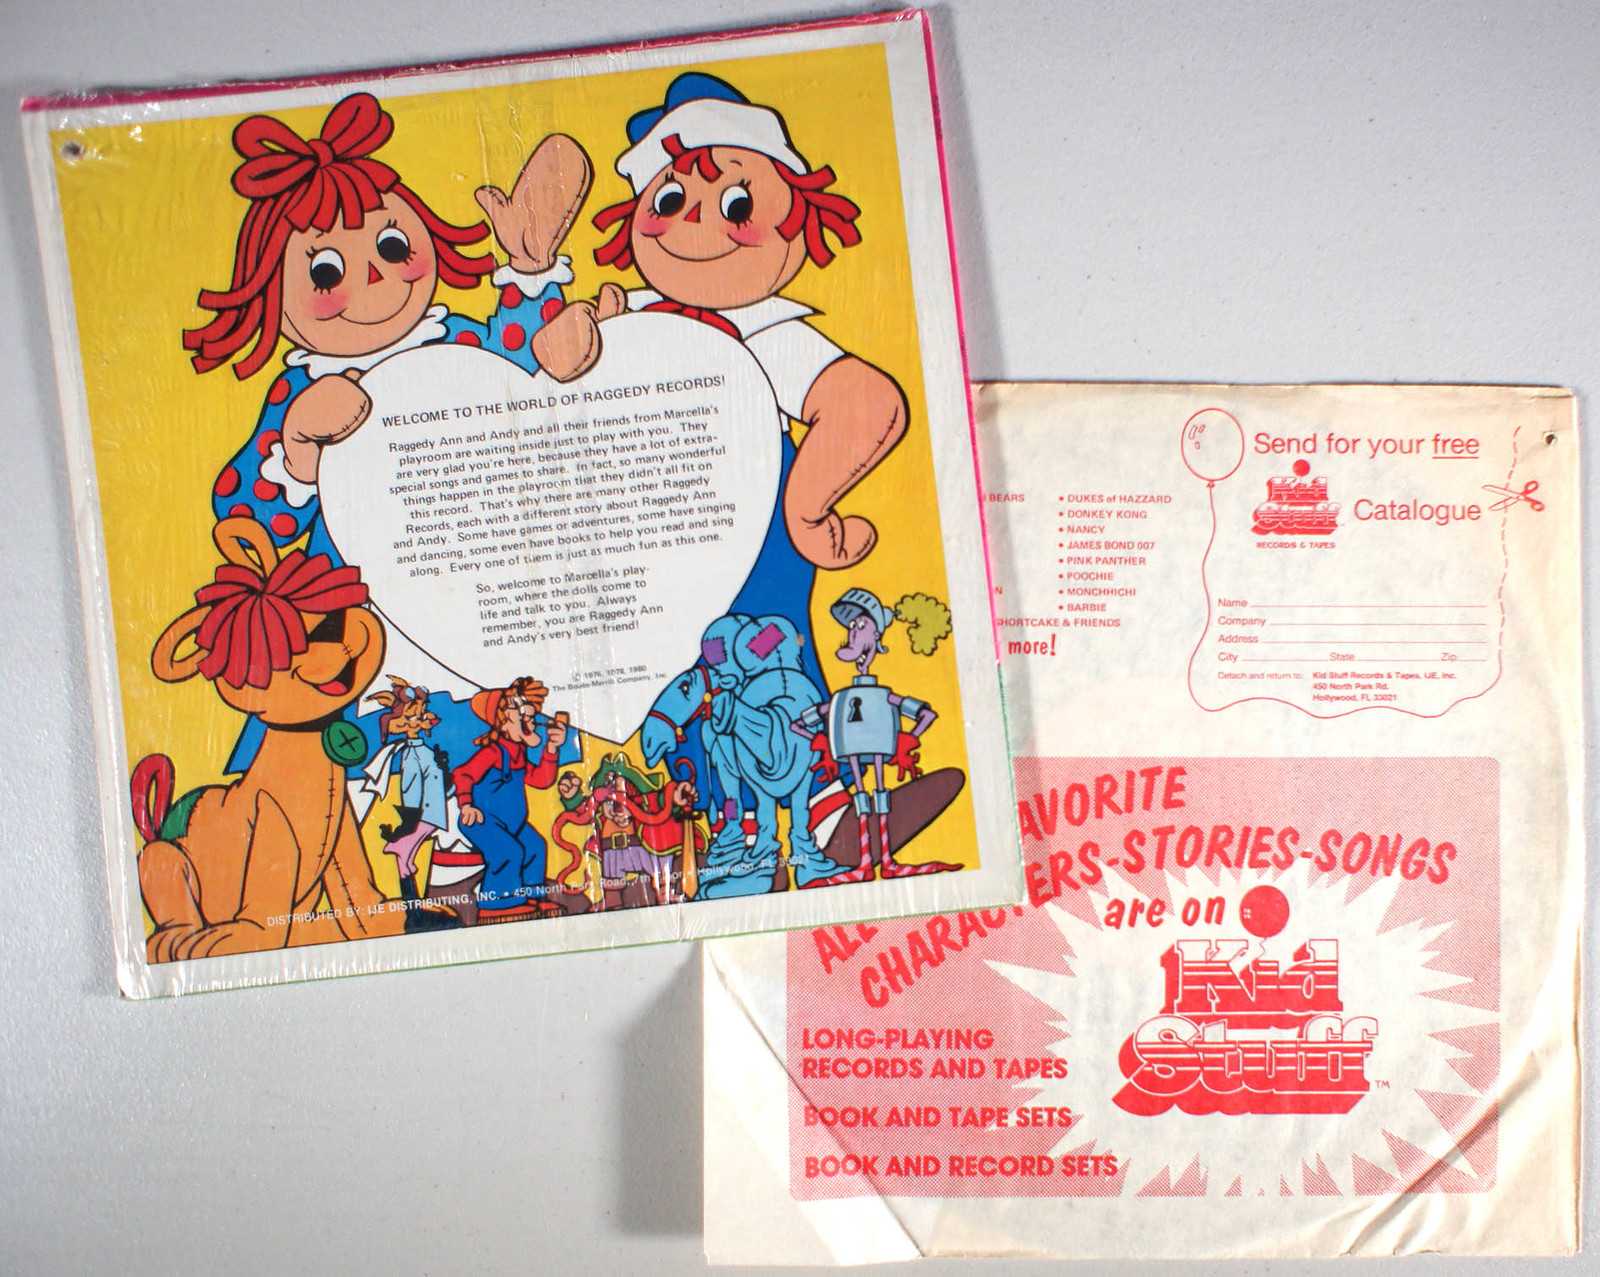 WELCOME TO THE WORLD OF RAGGEDY RECORDS!
Raggedy Ann and Andy and all their friends from Marcella's
playroom are waiting inside just to play with you. They
are very glad you're here, because they have a lot of extra-
special songs and games to share. In fact, so many wonderful
things happen in the playroom that they didn't all fit on
this record. That's why there are many other Raggedy
Records, each with a different story about Raggedy Ann
and Andy. Some have games or adventures, some have singing
and dancing, some even have books to help you read and sing
along. Every one of them is just as much fun as this one.
So, welcome to Marcella's play-
room, where the dolls come to
life and talk to you. Always
remember, you are Raggedy Ann
and Andy's very best friend!
© 1976, 1978, 1980
The Bobbs-Merrill Company, Inc.
DISTRIBUTED BY: IJE DISTRIBUTING, INC. • 450 North Park Road, 7th Floor • Hollywood, FL 33021
BEARS
• DUKES of HAZZARD
• DONKEY KONG
• NANCY
• JAMES BOND 007
• PINK PANTHER
• POOCHIE
N
• MONCHHICHI
• BARBIE
SHORTCAKE & FRIENDS
more!
Send for your free
Kid
Stuff
RECORDS & TAPES
Catalogue
Name
Company
Address
City State Zip
Detach and return to: Kid Stuff Records & Tapes, IJE, Inc.
450 North Park Rd.
Hollywood, FL 33021
ALL
AVORITE
CHARACTERS-STORIES-SONGS
are on
Kid
Stuff™
LONG-PLAYING
RECORDS AND TAPES
BOOK AND TAPE SETS
BOOK AND RECORD SETS